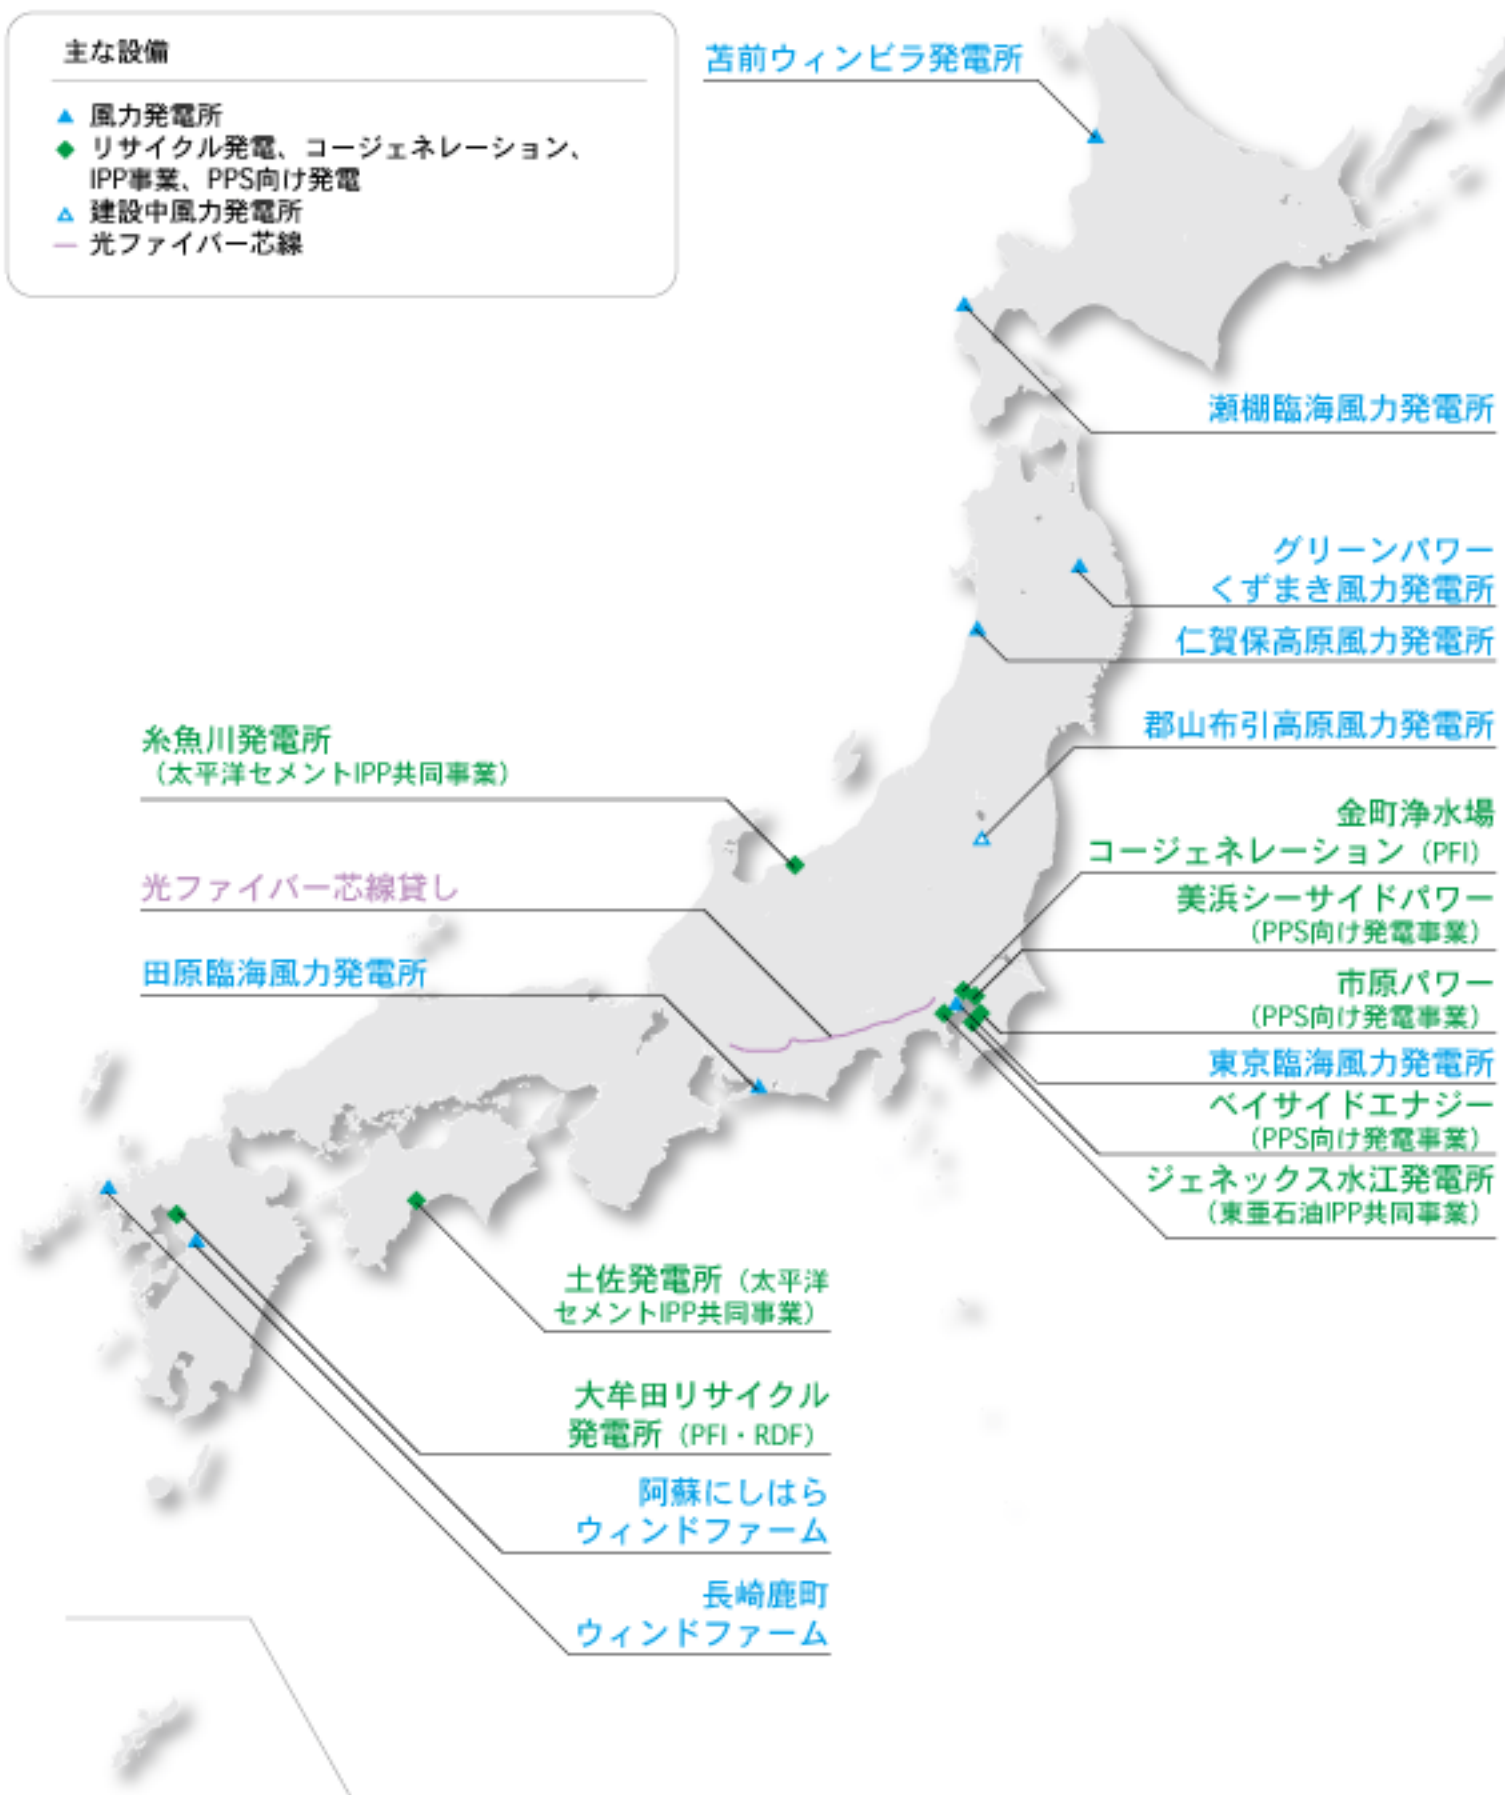 主な設備
風力発電所
リサイクル発電、コージェネレーション、
IPP事業、PPS向け発電
建設中風力発電所
光ファイバー芯線
苫前ウィンビラ発電所
瀬棚臨海風力発電所
グリーンパワー
くずまき風力発電所
仁賀保高原風力発電所
郡山布引高原風力発電所
糸魚川発電所
（太平洋セメントIPP共同事業）
光ファイバー芯線貸し
田原臨海風力発電所
金町浄水場
コージェネレーション（PFI）
美浜シーサイドパワー
（PPS向け発電事業）
市原パワー
（PPS向け発電事業）
東京臨海風力発電所
ベイサイドエナジー
（PPS向け発電事業）
ジェネックス水江発電所
（東亜石油IPP共同事業）
土佐発電所（太平洋
セメントIPP共同事業）
大牟田リサイクル
発電所（PFI・RDF）
阿蘇にしはら
ウィンドファーム
長崎鹿町
ウィンドファーム